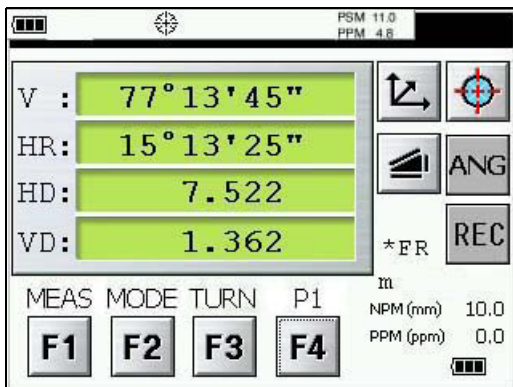 PSM 11.0
PPM 4.8
V : 77°13'45"
HR: 15°13'25"
HD: 7.522
VD: 1.362
ANG
REC
*FR
m
MEAS MODE TURN P1
F1 F2 F3 F4
NPM (mm) 10.0
PPM (ppm) 0.0